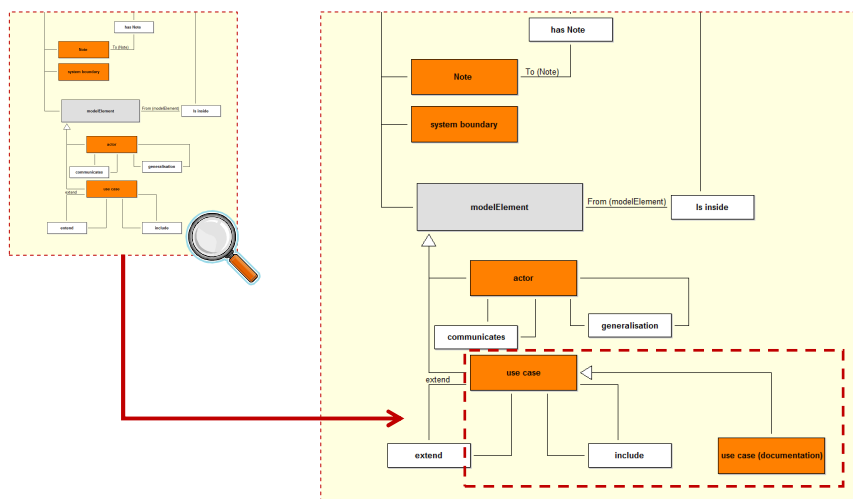 has Note
Note
To (Note)
system boundary
modelElement
From (modelElement)
Is inside
actor
communicates
generalisation
use case
extend
extend
include
has Note
Note
To (Note)
system boundary
modelElement
From (modelElement)
Is inside
actor
communicates
generalisation
use case
extend
extend
include
use case (documentation)